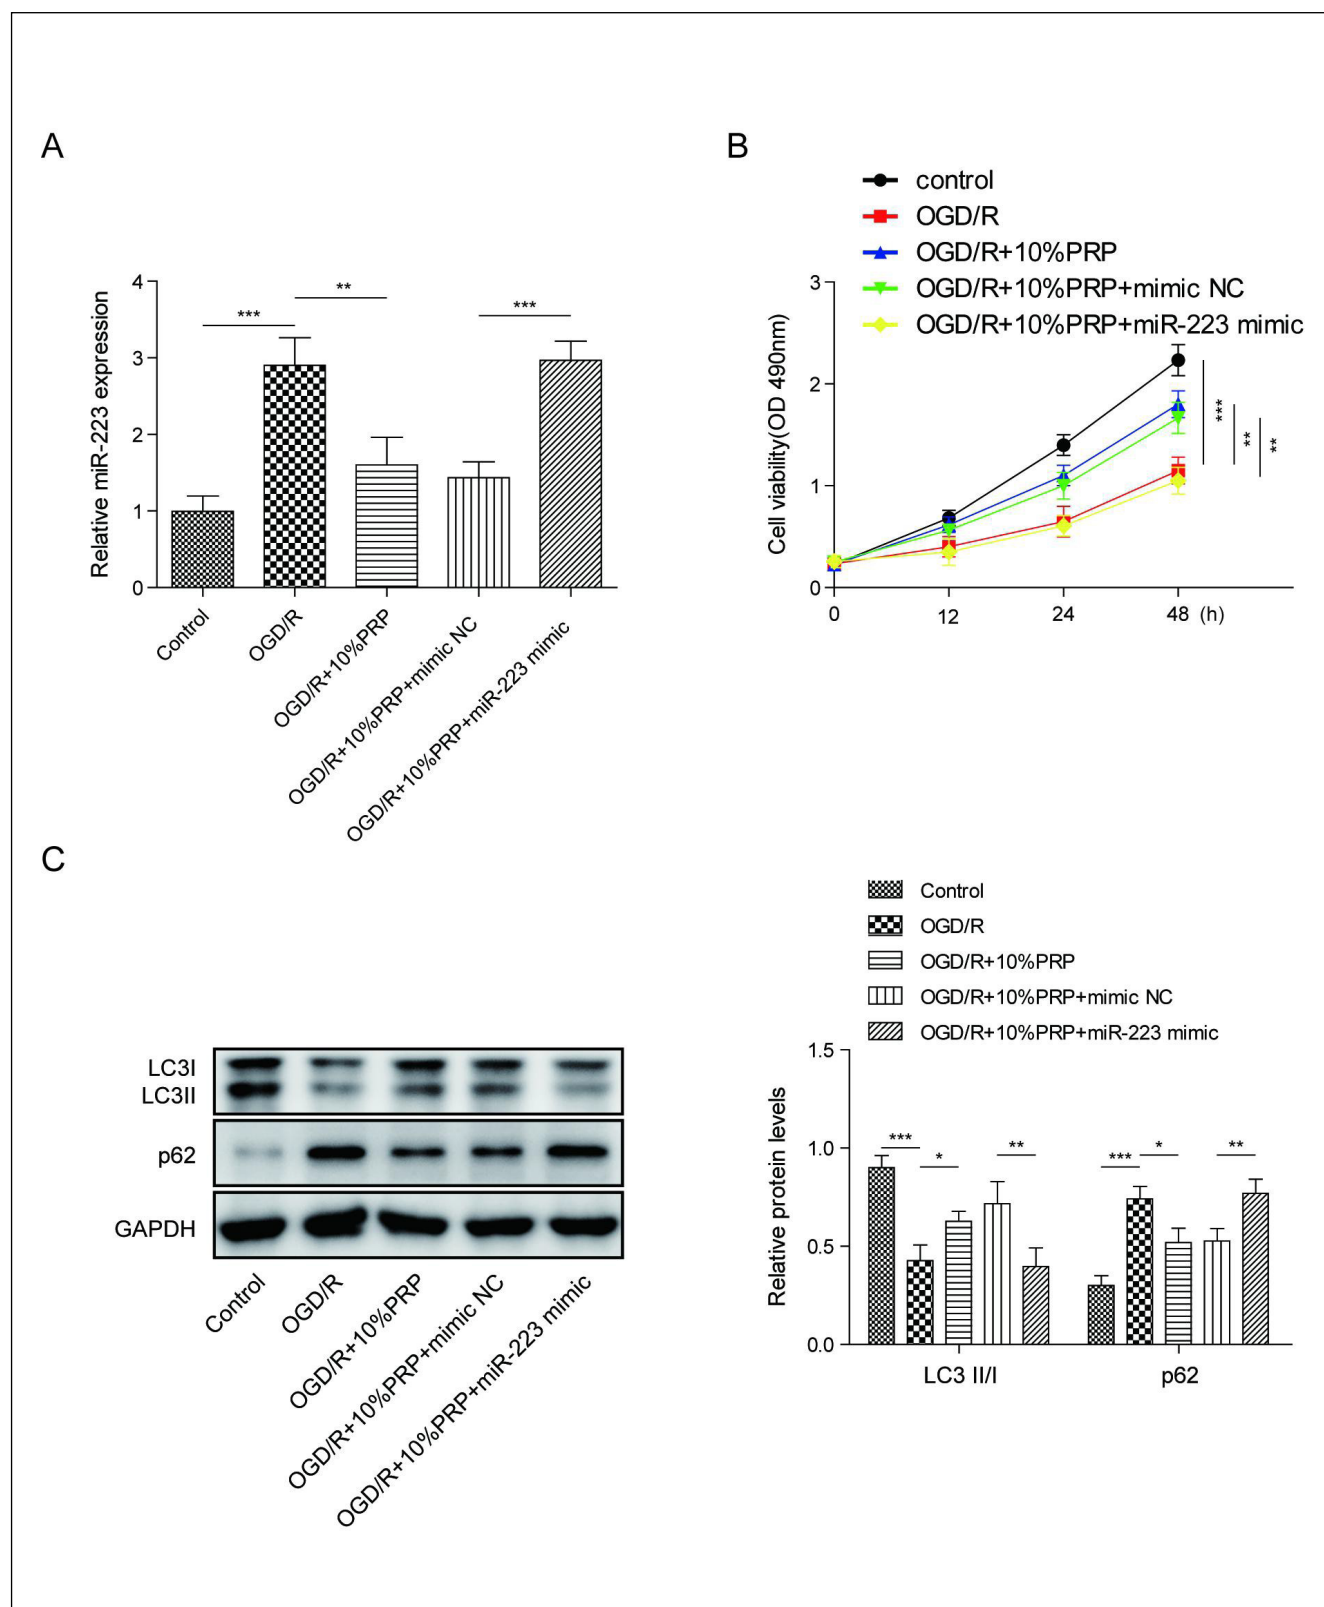 A
4
3
2
1
0
Relative miR-223 expression
***
**
***
Control
OGD/R
OGD/R+10%PRP
OGD/R+10%PRP+mimic NC
OGD/R+10%PRP+miR-223 mimic
B
control
OGD/R
OGD/R+10%PRP
OGD/R+10%PRP+mimic NC
OGD/R+10%PRP+miR-223 mimic
3
2
1
0
Cell viability(OD 490nm)
***
**
**
0 12 24 48 (h)
C
LC3I
LC3II
p62
GAPDH
Control
OGD/R
OGD/R+10%PRP
OGD/R+10%PRP+mimic NC
OGD/R+10%PRP+miR-223 mimic
Control
OGD/R
OGD/R+10%PRP
OGD/R+10%PRP+mimic NC
OGD/R+10%PRP+miR-223 mimic
1.5
1.0
0.5
0.0
Relative protein levels
*** * ** *** * **
LC3 II/I p62